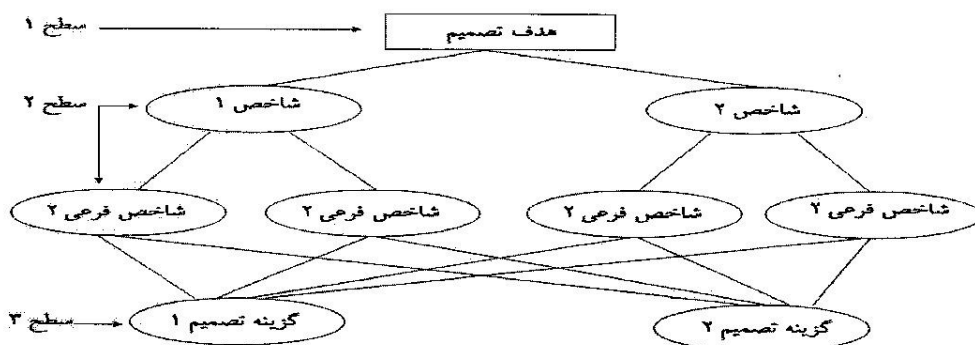 سطح ۱
هدف تصمیم
سطح ۲
شاخص ۱
شاخص ۲
شاخص فرعی ۲
شاخص فرعی ۲
شاخص فرعی ۲
شاخص فرعی ۲
سطح ۳
گزینه تصمیم ۱
گزینه تصمیم ۲